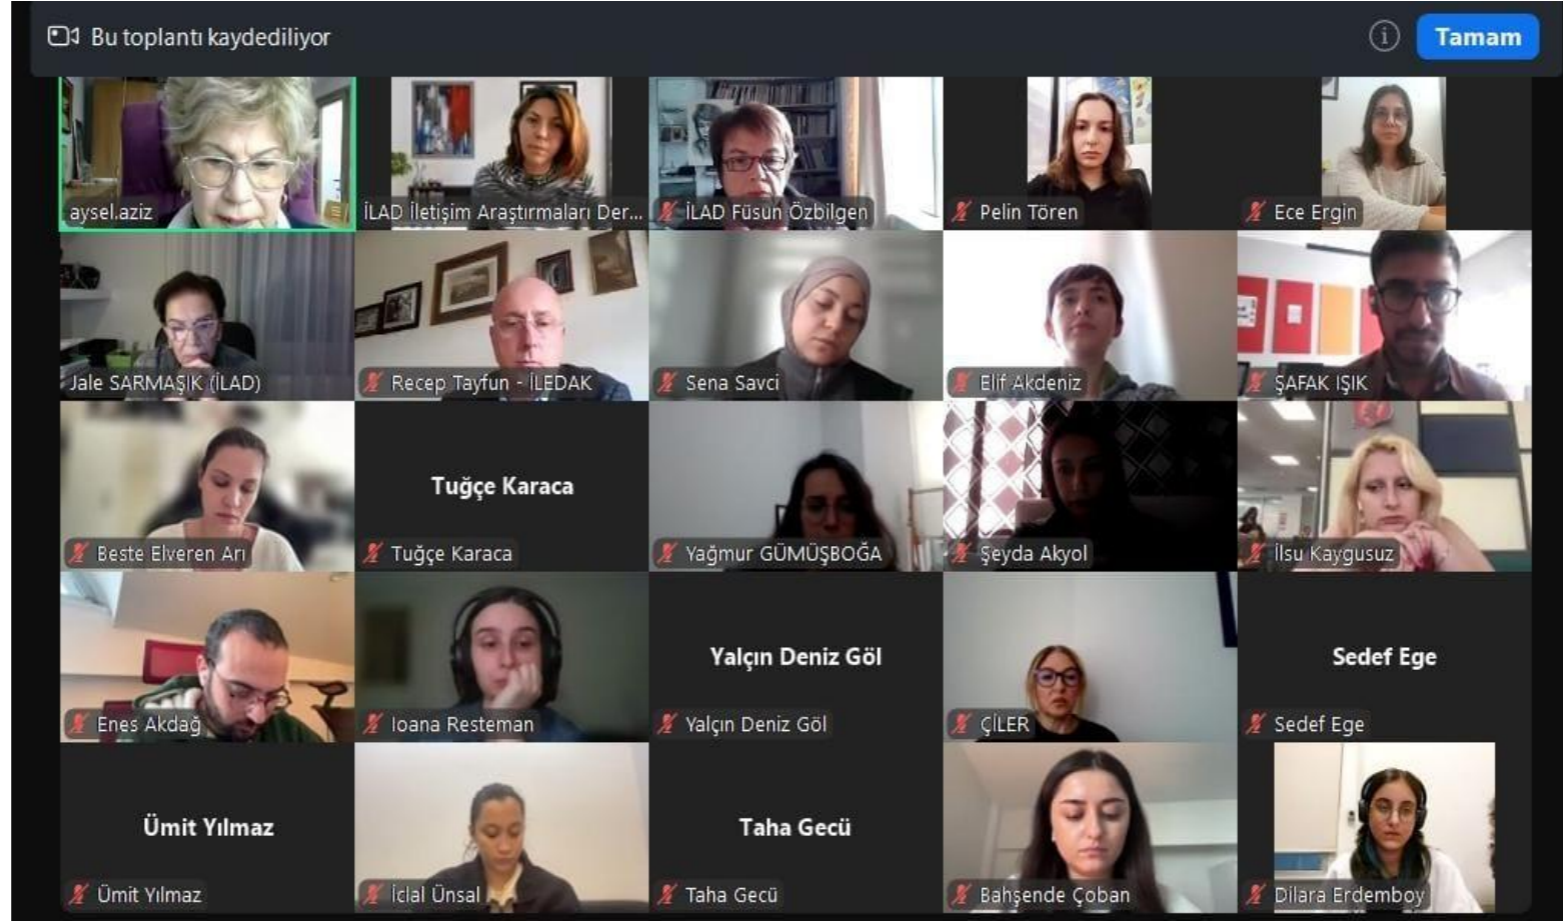 Bu toplantı kaydediliyor
Tamam
aysel.aziz
İLAD İletişim Araştırmaları Der...
İLAD Füsun Özbilgen
Pelin Tören
Ece Ergin
Jale SARMAŞIK (İLAD)
Recep Tayfun - İLEDAK
Sena Savci
Elif Akdeniz
ŞAFAK IŞIK
Beste Elveren Arı
Tuğçe Karaca
Tuğçe Karaca
Yağmur GÜMÜŞBOĞA
Şeyda Akyol
İlsu Kaygusuz
Enes Akdağ
Ioana Resteman
Yalçın Deniz Göl
Yalçın Deniz Göl
ÇİLER
Sedef Ege
Sedef Ege
Ümit Yılmaz
Ümit Yılmaz
İclal Ünsal
Taha Gecü
Taha Gecü
Bahşende Çoban
Dilara Erdemboy